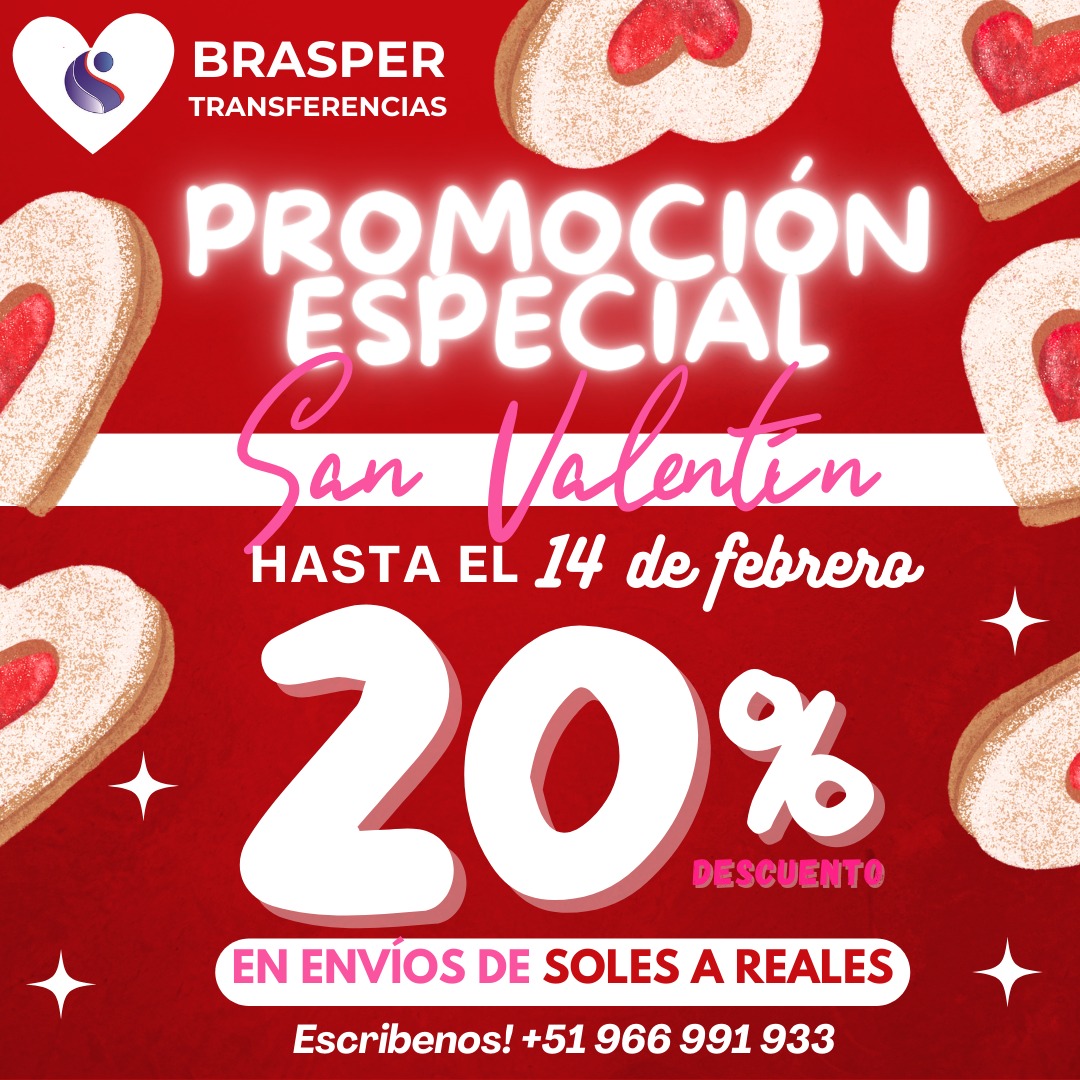 BRASPER
TRANSFERENCIAS
PROMOCIÓN
ESPECIAL
San Valentín
HASTA EL 14 de febrero
20%
DESCUENTO
EN ENVÍOS DE SOLES A REALES
Escribenos! +51 966 991 933